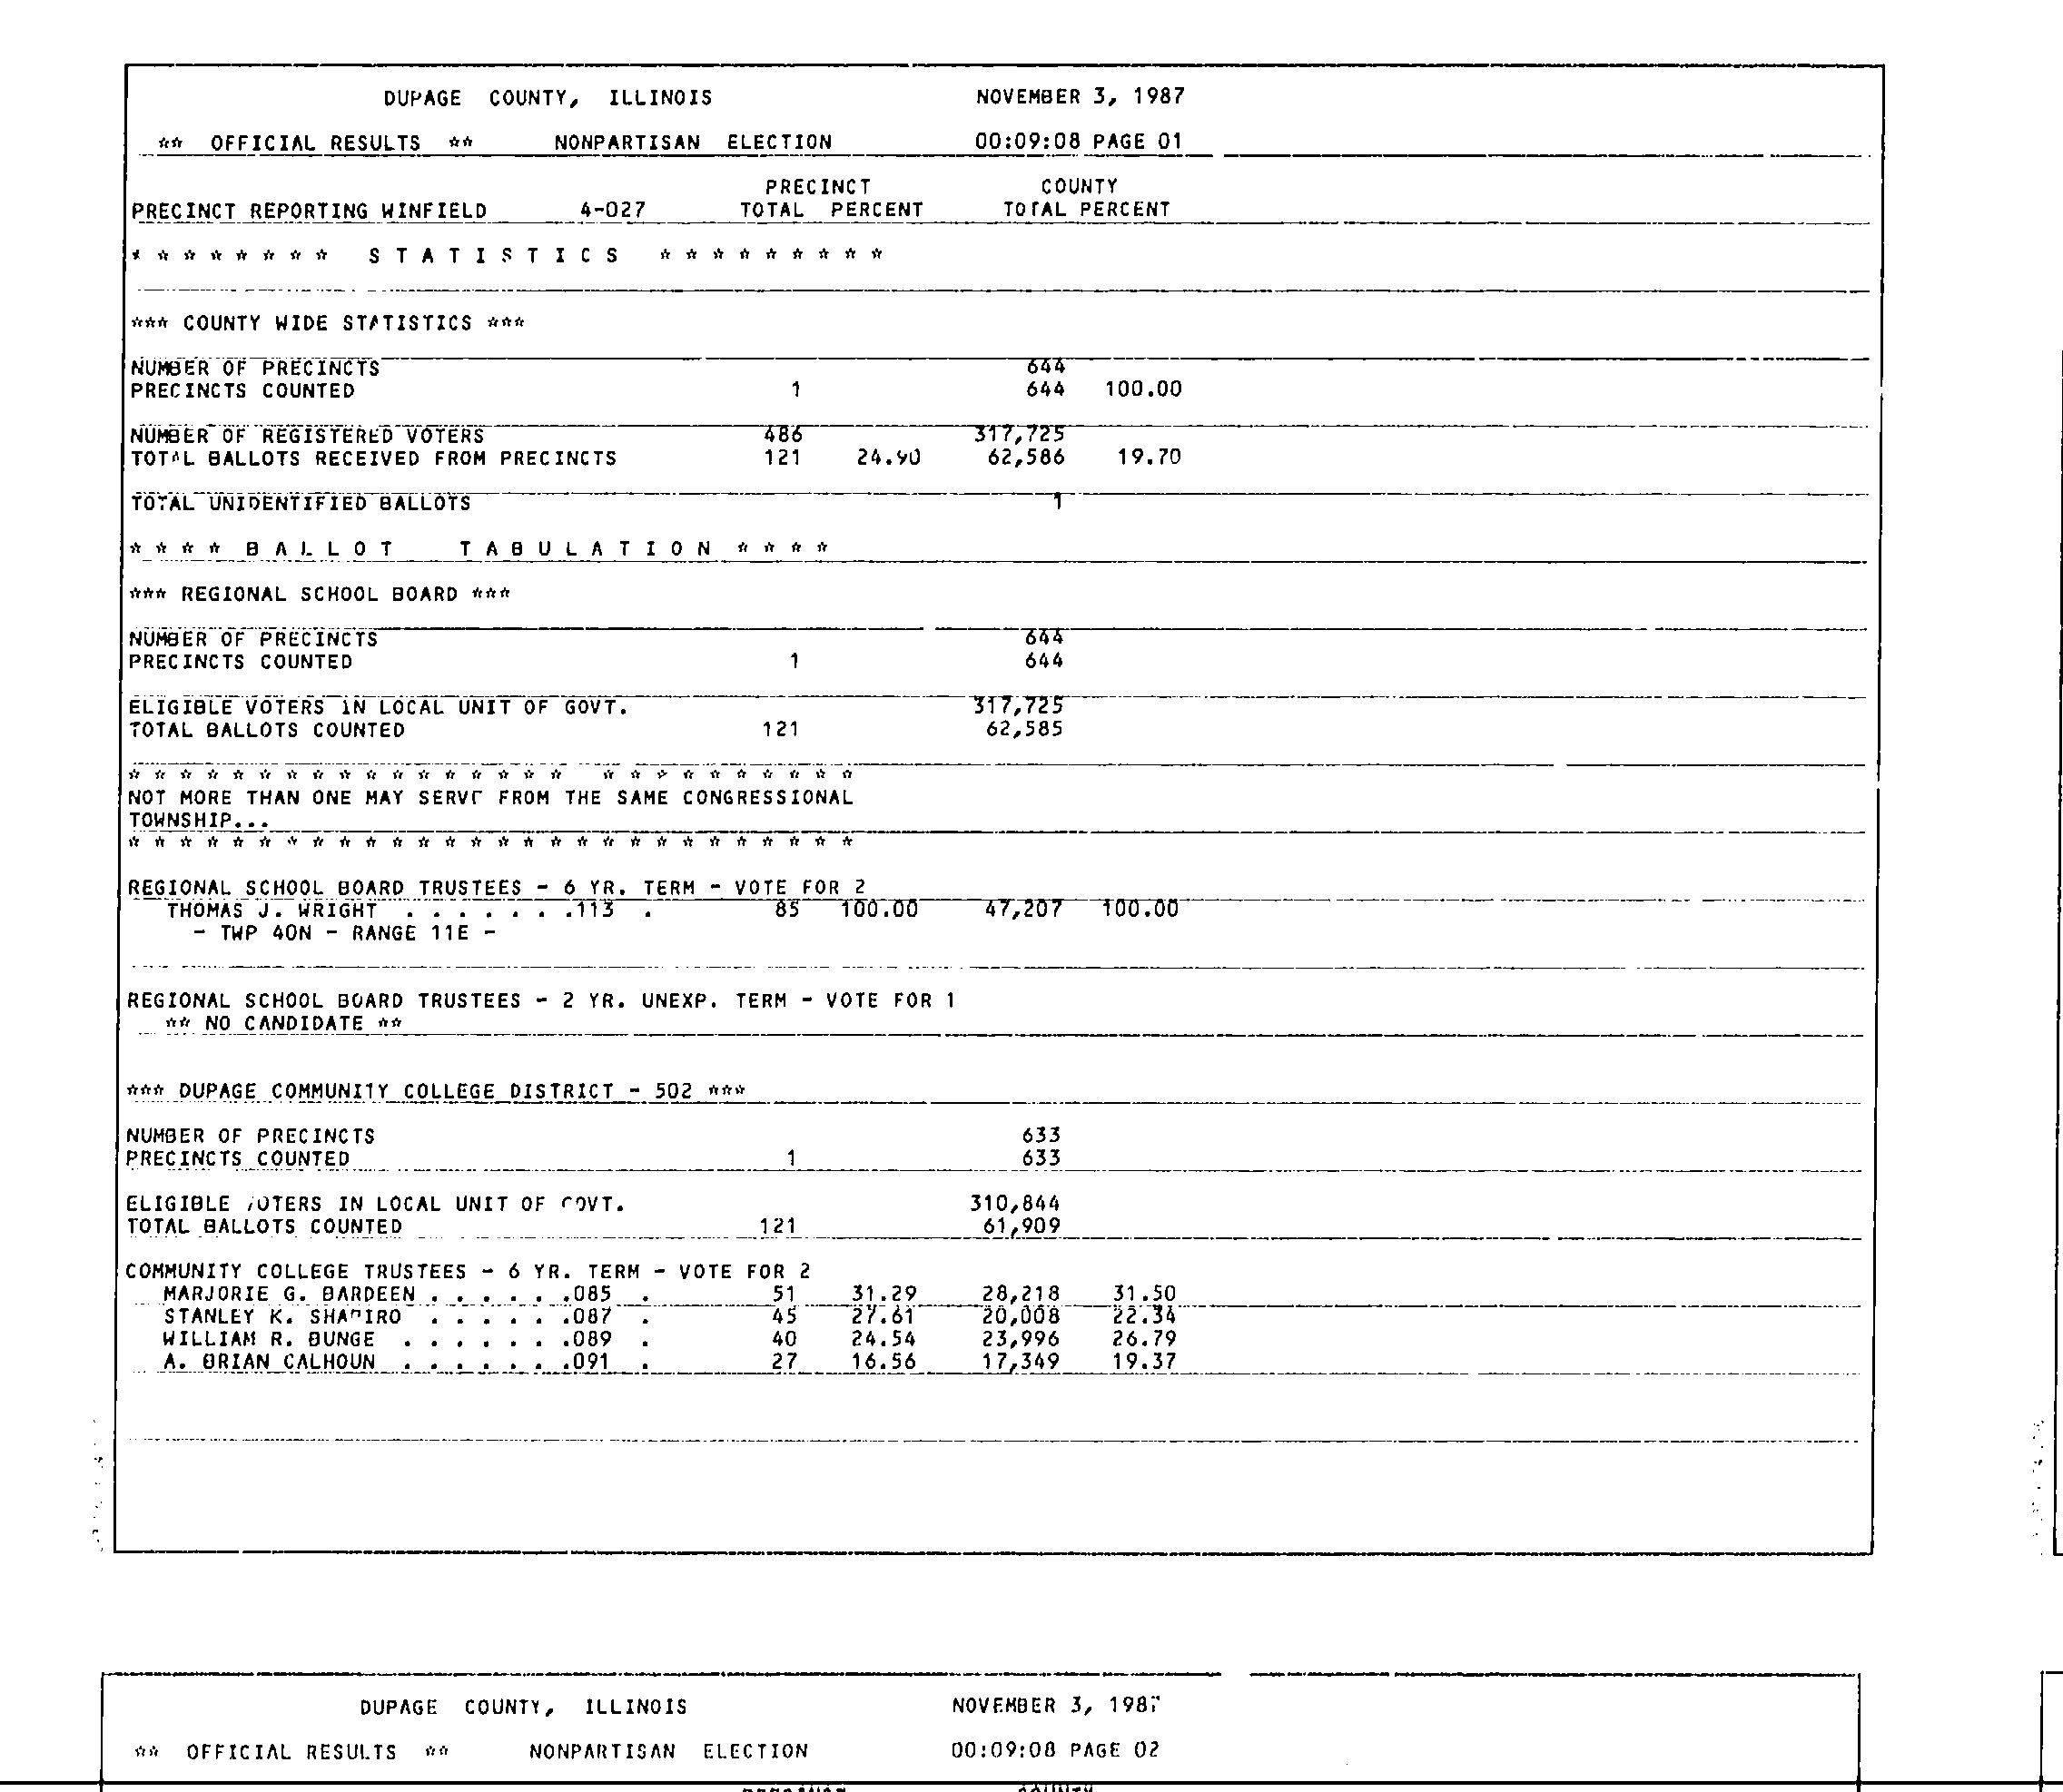 DUPAGE COUNTY, ILLINOIS NOVEMBER 3, 1987
** OFFICIAL RESULTS ** NONPARTISAN ELECTION 00:09:08 PAGE 01
PRECINCT COUNTY
PRECINCT REPORTING WINFIELD 4-027 TOTAL PERCENT TOTAL PERCENT
* * * * * * * * S T A T I S T I C S * * * * * * * * *
*** COUNTY WIDE STATISTICS ***
NUMBER OF PRECINCTS 644
PRECINCTS COUNTED 1 644 100.00
NUMBER OF REGISTERED VOTERS 486 317,725
TOTAL BALLOTS RECEIVED FROM PRECINCTS 121 24.90 62,586 19.70
TOTAL UNIDENTIFIED BALLOTS 1
* * * * B A L L O T T A B U L A T I O N * * * *
*** REGIONAL SCHOOL BOARD ***
NUMBER OF PRECINCTS 644
PRECINCTS COUNTED 1 644
ELIGIBLE VOTERS IN LOCAL UNIT OF GOVT. 317,725
TOTAL BALLOTS COUNTED 121 62,585
* * * * * * * * * * * * * * * * * * * * * * * * * * *
NOT MORE THAN ONE MAY SERVE FROM THE SAME CONGRESSIONAL
TOWNSHIP...
* * * * * * * * * * * * * * * * * * * * * * * * * * * *
REGIONAL SCHOOL BOARD TRUSTEES - 6 YR. TERM - VOTE FOR 2
THOMAS J. WRIGHT . . . . . . .113 . 85 100.00 47,207 100.00
- TWP 40N - RANGE 11E -
REGIONAL SCHOOL BOARD TRUSTEES - 2 YR. UNEXP. TERM - VOTE FOR 1
** NO CANDIDATE **
*** DUPAGE COMMUNITY COLLEGE DISTRICT - 502 ***
NUMBER OF PRECINCTS 633
PRECINCTS COUNTED 1 633
ELIGIBLE VOTERS IN LOCAL UNIT OF GOVT. 310,844
TOTAL BALLOTS COUNTED 121 61,909
COMMUNITY COLLEGE TRUSTEES - 6 YR. TERM - VOTE FOR 2
MARJORIE G. BARDEEN . . . . . .085 . 51 31.29 28,218 31.50
STANLEY K. SHAPIRO . . . . . .087 . 45 27.61 20,008 22.34
WILLIAM R. BUNGE . . . . . . .089 . 40 24.54 23,996 26.79
A. BRIAN CALHOUN . . . . . . .091 . 27 16.56 17,349 19.37
DUPAGE COUNTY, ILLINOIS NOVEMBER 3, 1987
** OFFICIAL RESULTS ** NONPARTISAN ELECTION 00:09:08 PAGE 02